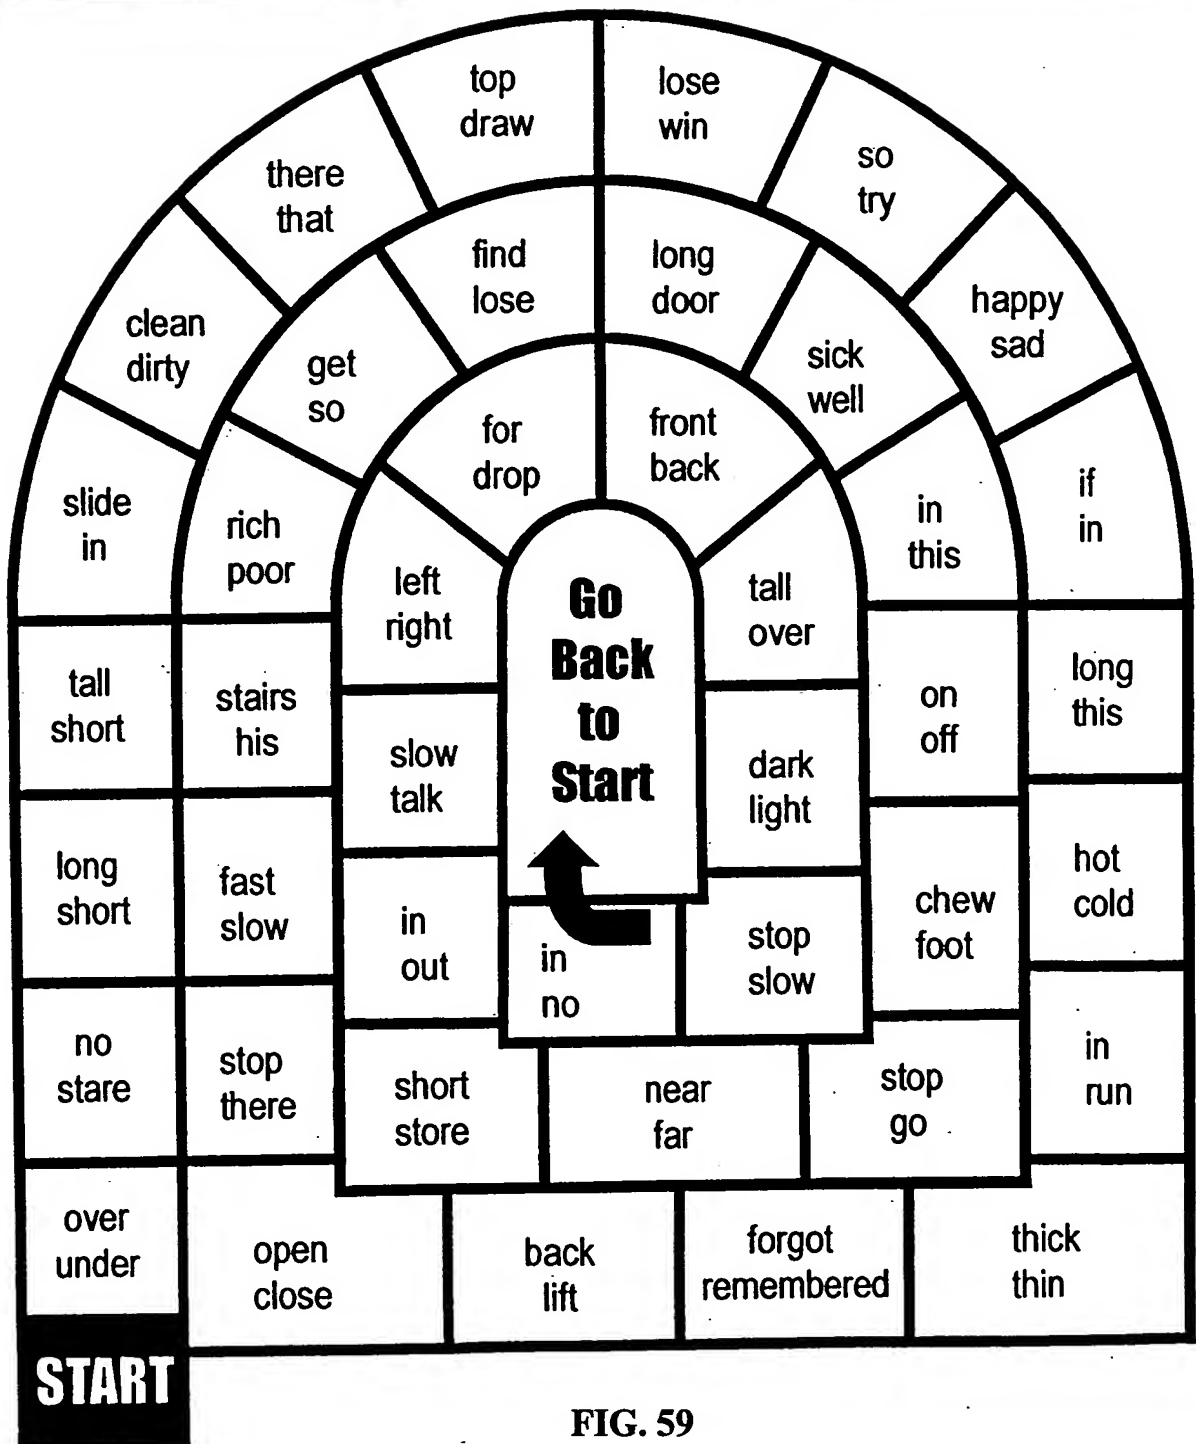 START
over
under
no
stare
long
short
tall
short
slide
in
clean
dirty
there
that
top
draw
lose
win
so
try
happy
sad
if
in
long
this
hot
cold
in
run
thick
thin
forgot
remembered
back
lift
open
close
stop
there
fast
slow
stairs
his
rich
poor
get
so
find
lose
long
door
sick
well
in
this
on
off
chew
foot
stop
go
near
far
short
store
in
out
slow
talk
left
right
for
drop
front
back
tall
over
dark
light
stop
slow
in
no
Go
Back
to
Start
FIG. 59